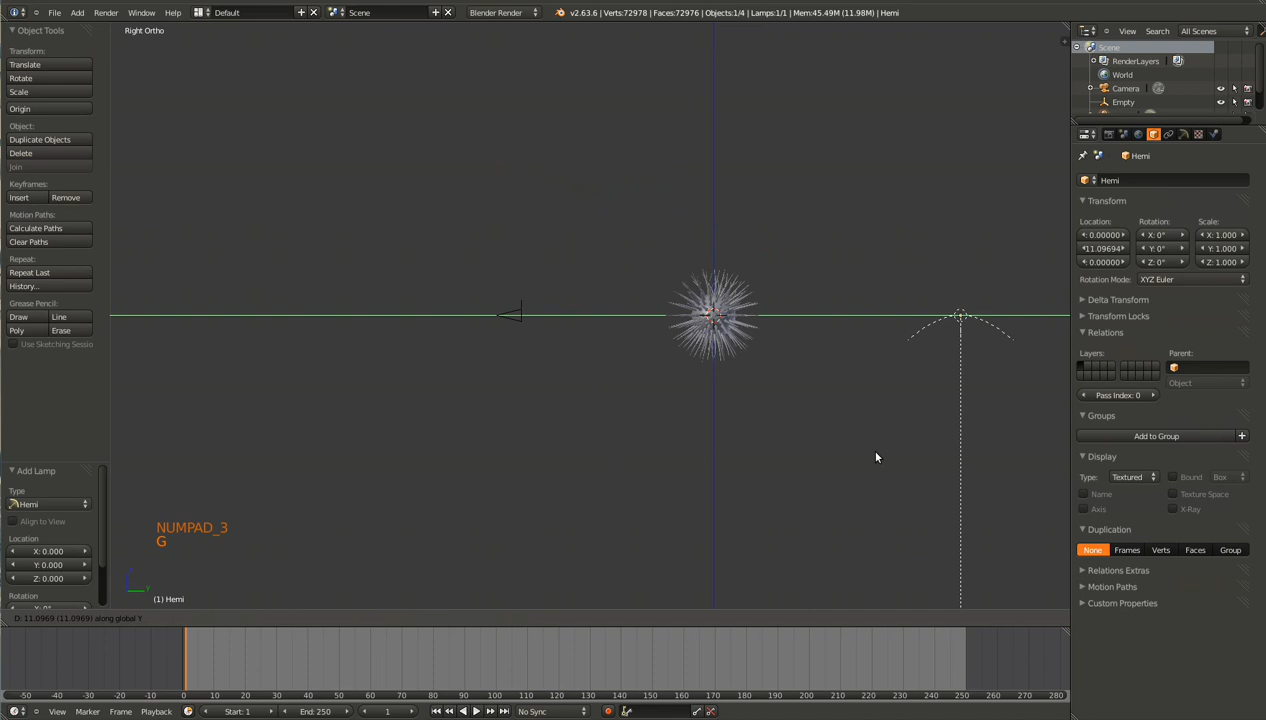 File Add Render Window Help Default Scene Blender Render v2.63.6 | Verts:72978 | Faces:72976 | Objects:1/4 | Lamps:1/1 | Mem:45.49M (11.98M) | Hemi
Object Tools
Transform:
Translate
Rotate
Scale
Origin
Object:
Duplicate Objects
Delete
Join
Keyframes:
Insert Remove
Motion Paths:
Calculate Paths
Clear Paths
Repeat:
Repeat Last
History...
Grease Pencil:
Draw Line
Poly Erase
Use Sketching Sessio
Add Lamp
Type
Hemi
Align to View
Location
X: 0.000
Y: 0.000
Z: 0.000
Rotation
X: 0°
Right Ortho
NUMPAD_3
G
(1) Hemi
View Search All Scenes
Scene
RenderLayers
World
Camera
Empty
Hemi
Hemi
Transform
Location: Rotation: Scale:
: 0.00000 X: 0° X: 1.000
11.09694 Y: 0° Y: 1.000
: 0.00000 Z: 0° Z: 1.000
Rotation Mode: XYZ Euler
Delta Transform
Transform Locks
Relations
Layers: Parent:
Object
Pass Index: 0
Groups
Add to Group
Display
Type: Textured Bound Box
Name Texture Space
Axis X-Ray
Duplication
None Frames Verts Faces Group
Relations Extras
Motion Paths
Custom Properties
D: 11.0969 (11.0969) along global Y
-50 -40 -30 -20 -10 0 10 20 30 40 50 60 70 80 90 100 110 120 130 140 150 160 170 180 190 200 210 220 230 240 250 260 270 280
View Marker Frame Playback Start: 1 End: 250 1 No Sync